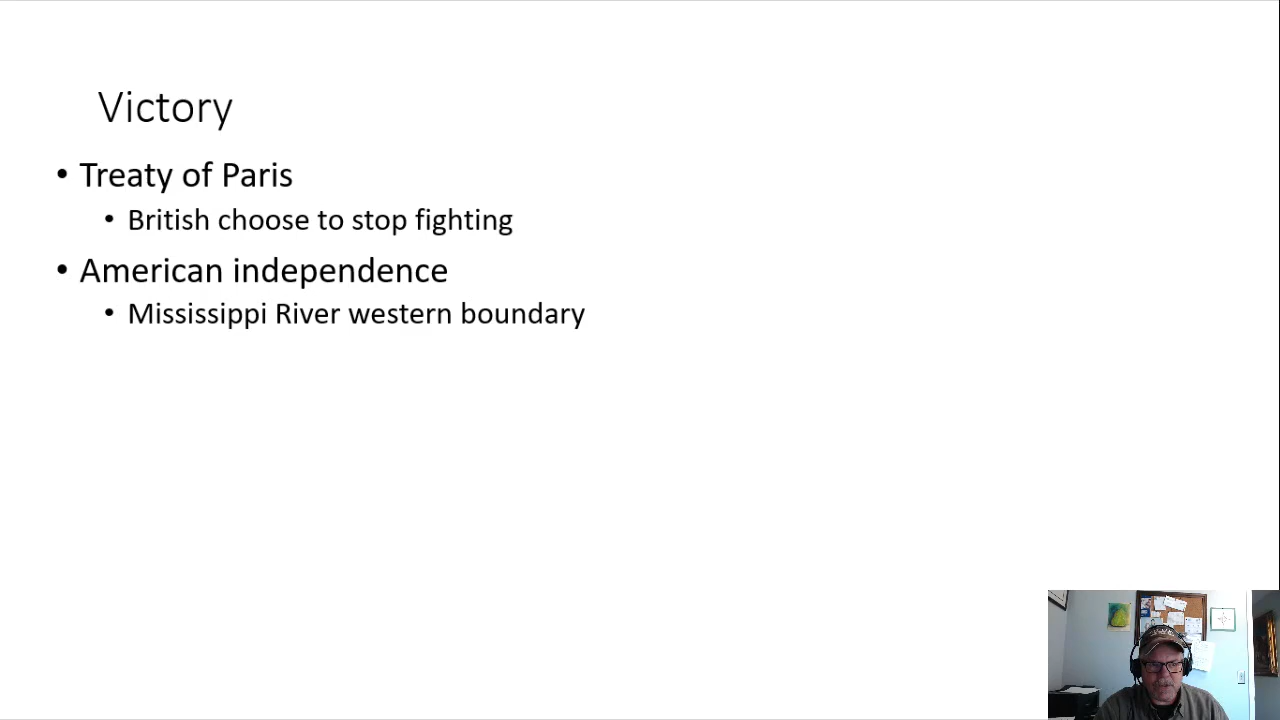 Victory
• Treaty of Paris
• British choose to stop fighting
• American independence
• Mississippi River western boundary